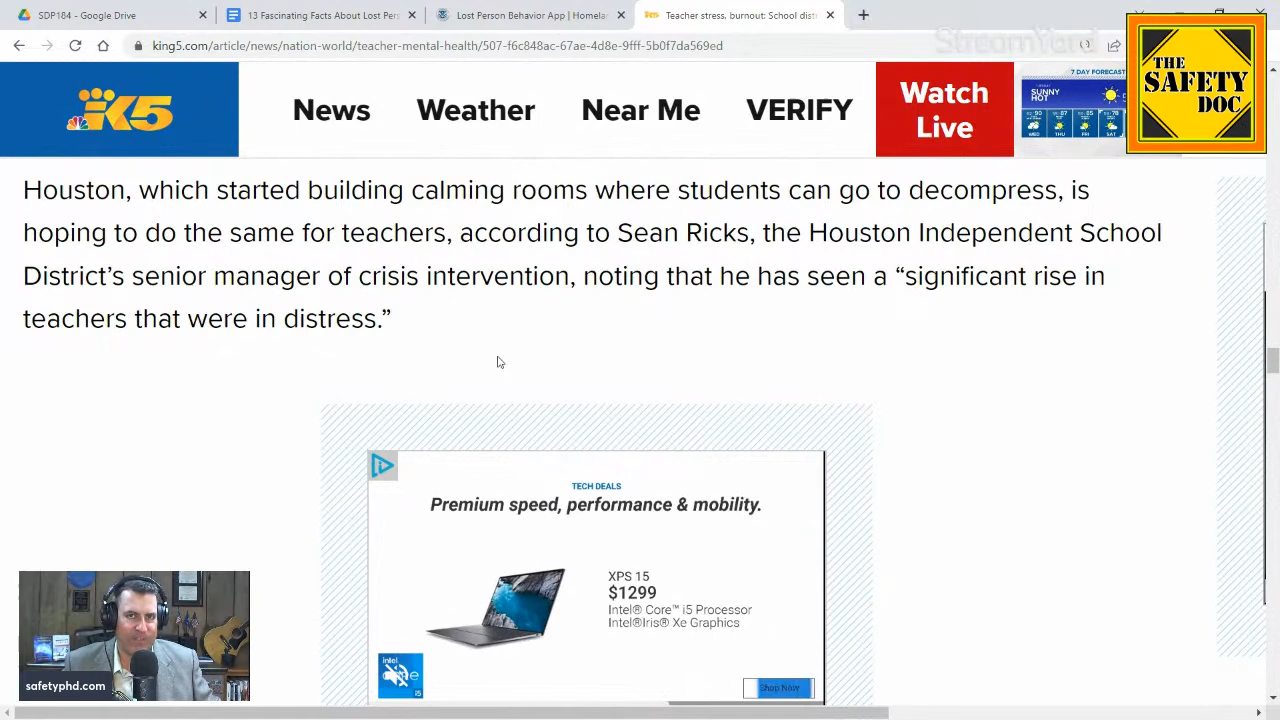 SDP184 - Google Drive
13 Fascinating Facts About Lost
Lost Person Behavior App | Homela
Teacher stress, burnout: School dist
king5.com/article/news/nation-world/teacher-mental-health/507-f6c848ac-67ae-4d8e-9fff-5b0f7da569ed
StreamYard
THE
SAFETY
DOC
K5
News
Weather
Near Me
VERIFY
Watch
Live
7 DAY FORECAST
SUNNY
HOT
Houston, which started building calming rooms where students can go to decompress, is
hoping to do the same for teachers, according to Sean Ricks, the Houston Independent School
District’s senior manager of crisis intervention, noting that he has seen a “significant rise in
teachers that were in distress.”
TECH DEALS
Premium speed, performance & mobility.
XPS 15
$1299
Intel® Core™ i5 Processor
Intel® Iris® Xe Graphics
intel
i5
Shop Now
safetyphd.com